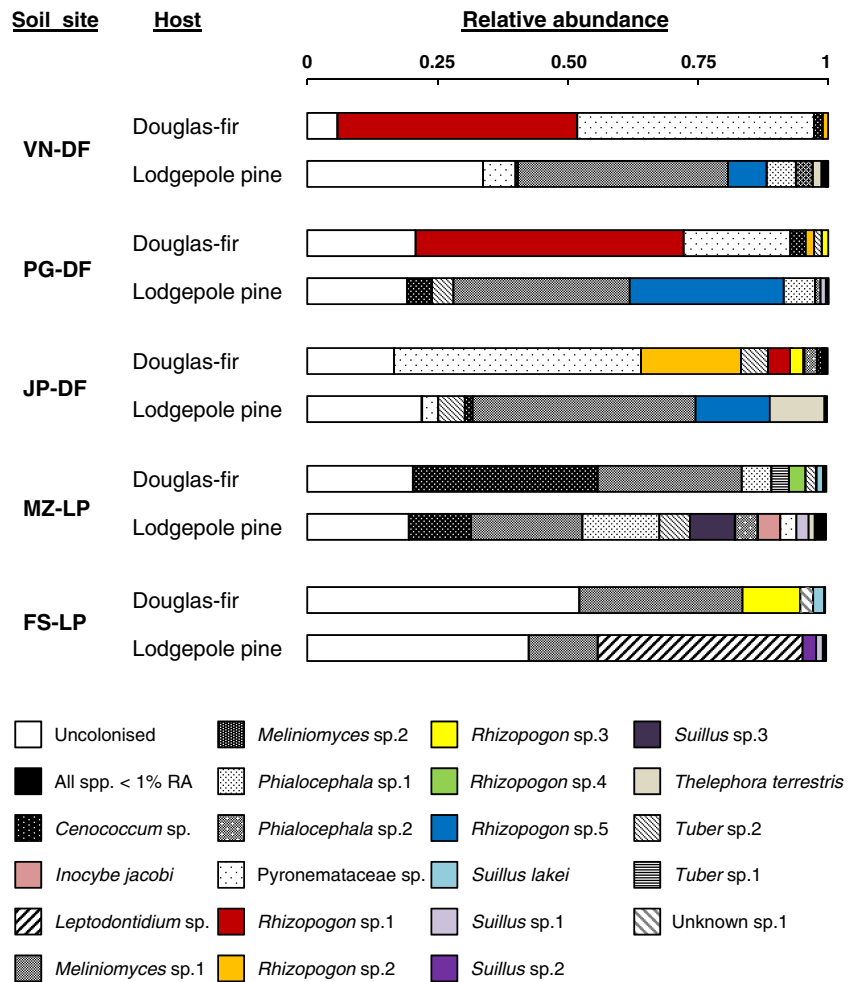 Soil site Host Relative abundance
0 0.25 0.50 0.75 1
Douglas-fir
VN-DF
Lodgepole pine
Douglas-fir
PG-DF
Lodgepole pine
Douglas-fir
JP-DF
Lodgepole pine
Douglas-fir
MZ-LP
Lodgepole pine
Douglas-fir
FS-LP
Lodgepole pine
Uncolonised Meliniomyces sp.2 Rhizopogon sp.3 Suillus sp.3
All spp. < 1% RA Phialocephala sp.1 Rhizopogon sp.4 Thelephora terrestris
Cenococcum sp. Phialocephala sp.2 Rhizopogon sp.5 Tuber sp.2
Inocybe jacobi Pyronemataceae sp. Suillus lakei Tuber sp.1
Leptodontidium sp. Rhizopogon sp.1 Suillus sp.1 Unknown sp.1
Meliniomyces sp.1 Rhizopogon sp.2 Suillus sp.2